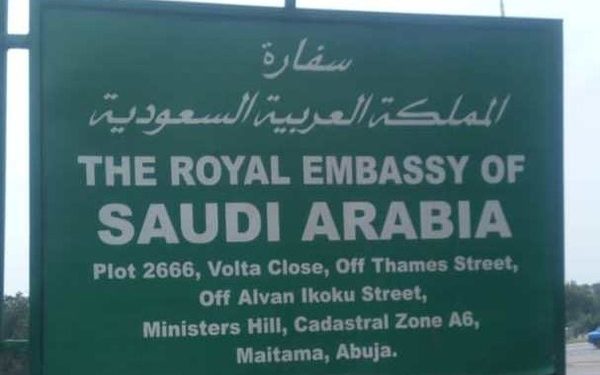 سفارة
المملكة العربية السعودية
THE ROYAL EMBASSY OF
SAUDI ARABIA
Plot 2666, Volta Close, Off Thames Street,
Off Alvan Ikoku Street,
Ministers Hill, Cadastral Zone A6,
Maitama, Abuja.